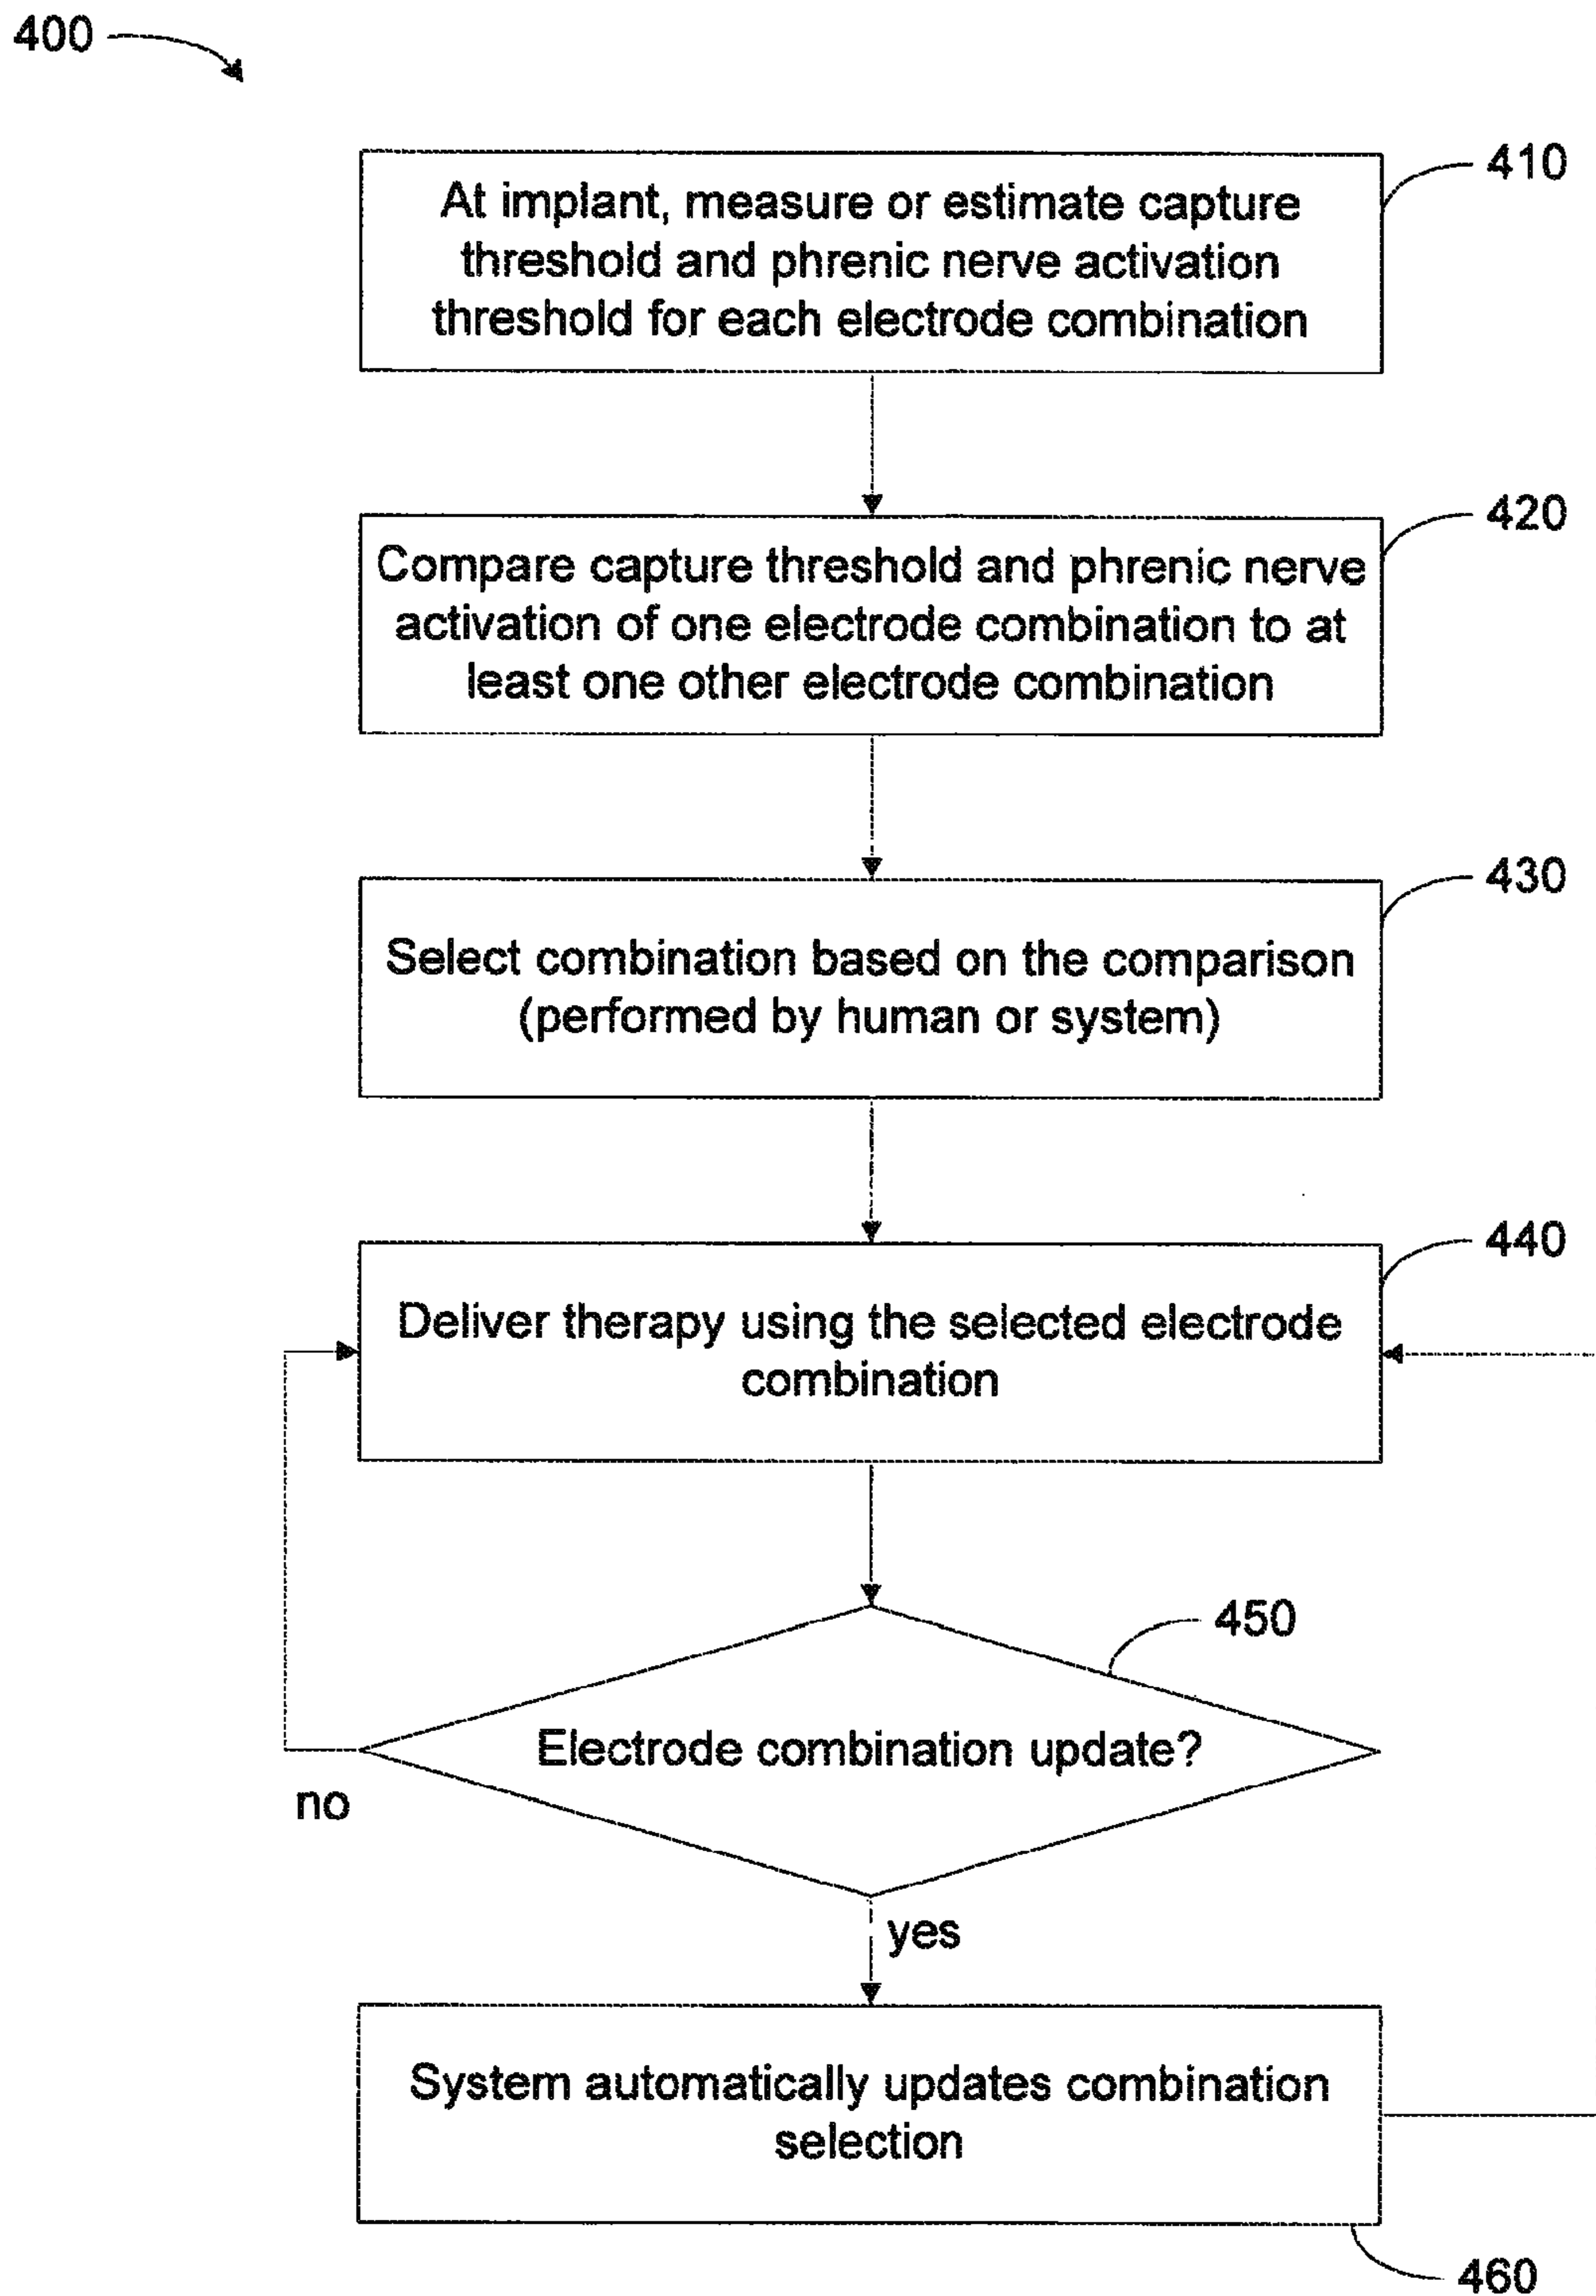 400
410
At implant, measure or estimate capture
threshold and phrenic nerve activation
threshold for each electrode combination
420
Compare capture threshold and phrenic nerve
activation of one electrode combination to at
least one other electrode combination
430
Select combination based on the comparison
(performed by human or system)
440
Deliver therapy using the selected electrode
combination
450
Electrode combination update?
no
yes
System automatically updates combination
selection
460